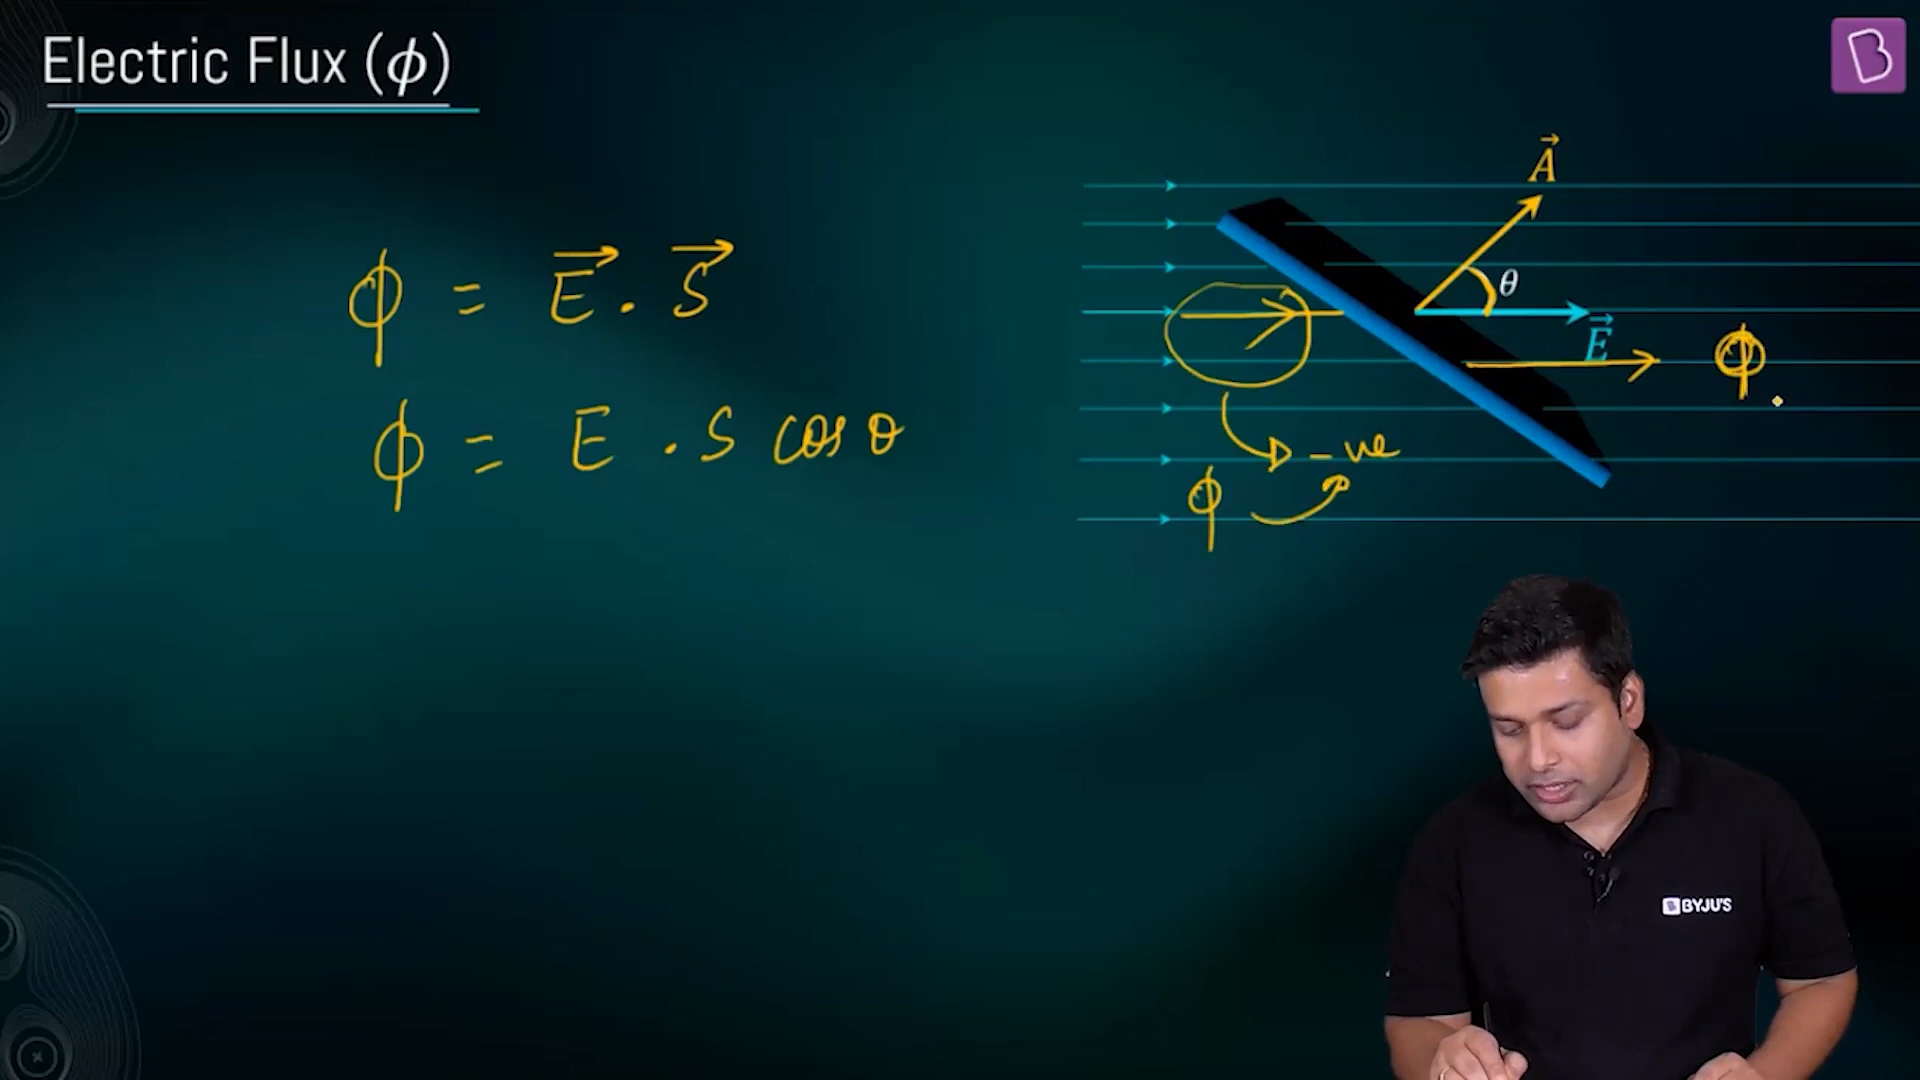 Electric Flux (ϕ)
B
ϕ = E⃗ . S⃗
ϕ = E . S cos θ
A⃗
θ
E⃗
ϕ
-ve
ϕ
BYJU'S